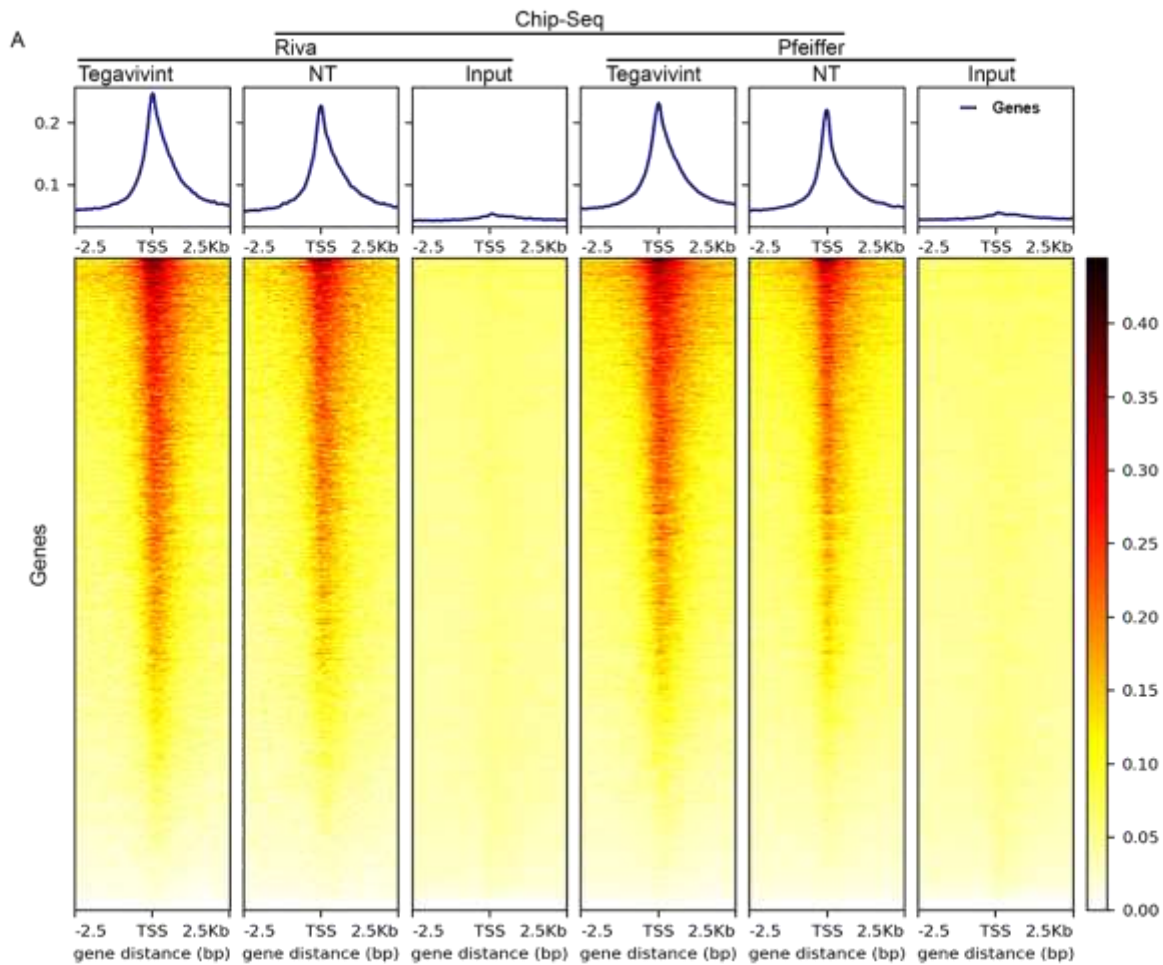 A
Chip-Seq
Riva Pfeiffer
Tegavivint NT Input Tegavivint NT Input
Genes
0.2
0.1
-2.5 TSS 2.5Kb -2.5 TSS 2.5Kb -2.5 TSS 2.5Kb -2.5 TSS 2.5Kb -2.5 TSS 2.5Kb -2.5 TSS 2.5Kb
Genes
0.40
0.35
0.30
0.25
0.20
0.15
0.10
0.05
0.00
-2.5 TSS 2.5Kb -2.5 TSS 2.5Kb -2.5 TSS 2.5Kb -2.5 TSS 2.5Kb -2.5 TSS 2.5Kb -2.5 TSS 2.5Kb
gene distance (bp) gene distance (bp) gene distance (bp) gene distance (bp) gene distance (bp) gene distance (bp)